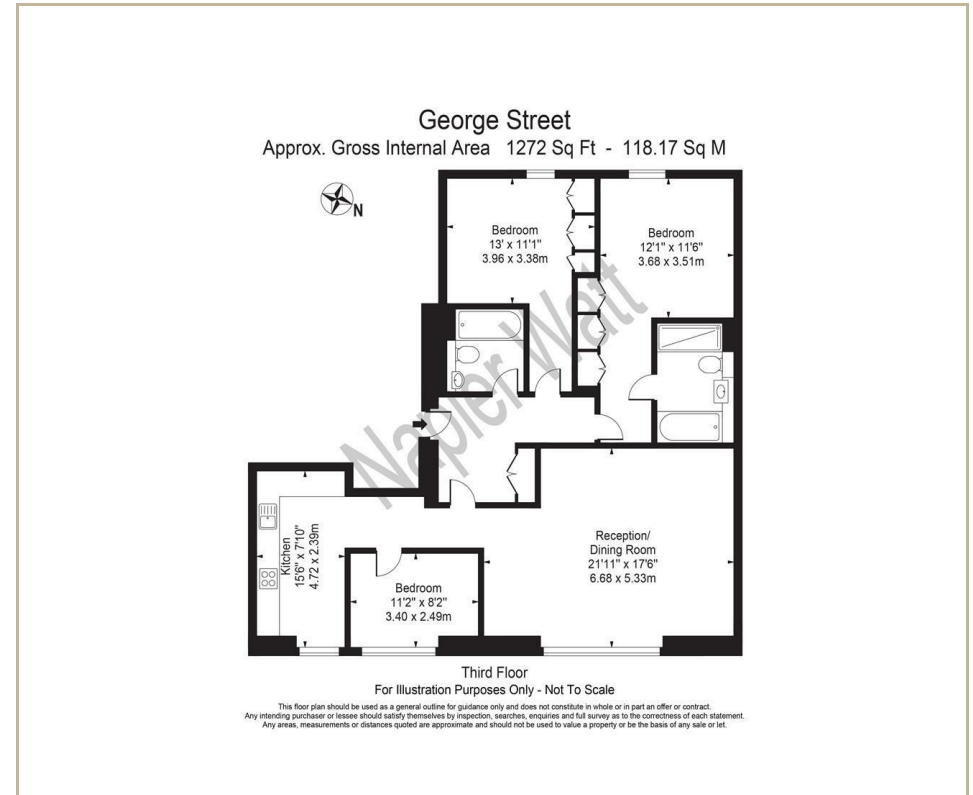 George Street
Approx. Gross Internal Area 1272 Sq Ft - 118.17 Sq M
N
Bedroom
13' x 11'1"
3.96 x 3.38m
Bedroom
12'1" x 11'6"
3.68 x 3.51m
Napier Watt
Kitchen
15'6" x 7'10"
4.72 x 2.39m
Bedroom
11'2" x 8'2"
3.40 x 2.49m
Reception/
Dining Room
21'11" x 17'6"
6.68 x 5.33m
Third Floor
For Illustration Purposes Only - Not To Scale
This floor plan should be used as a general outline for guidance only and does not constitute in whole or in part an offer or contract.
Any intending purchaser or lessee should satisfy themselves by inspection, searches, enquiries and full survey as to the correctness of each statement.
Any areas, measurements or distances quoted are approximate and should not be used to value a property or be the basis of any sale or let.